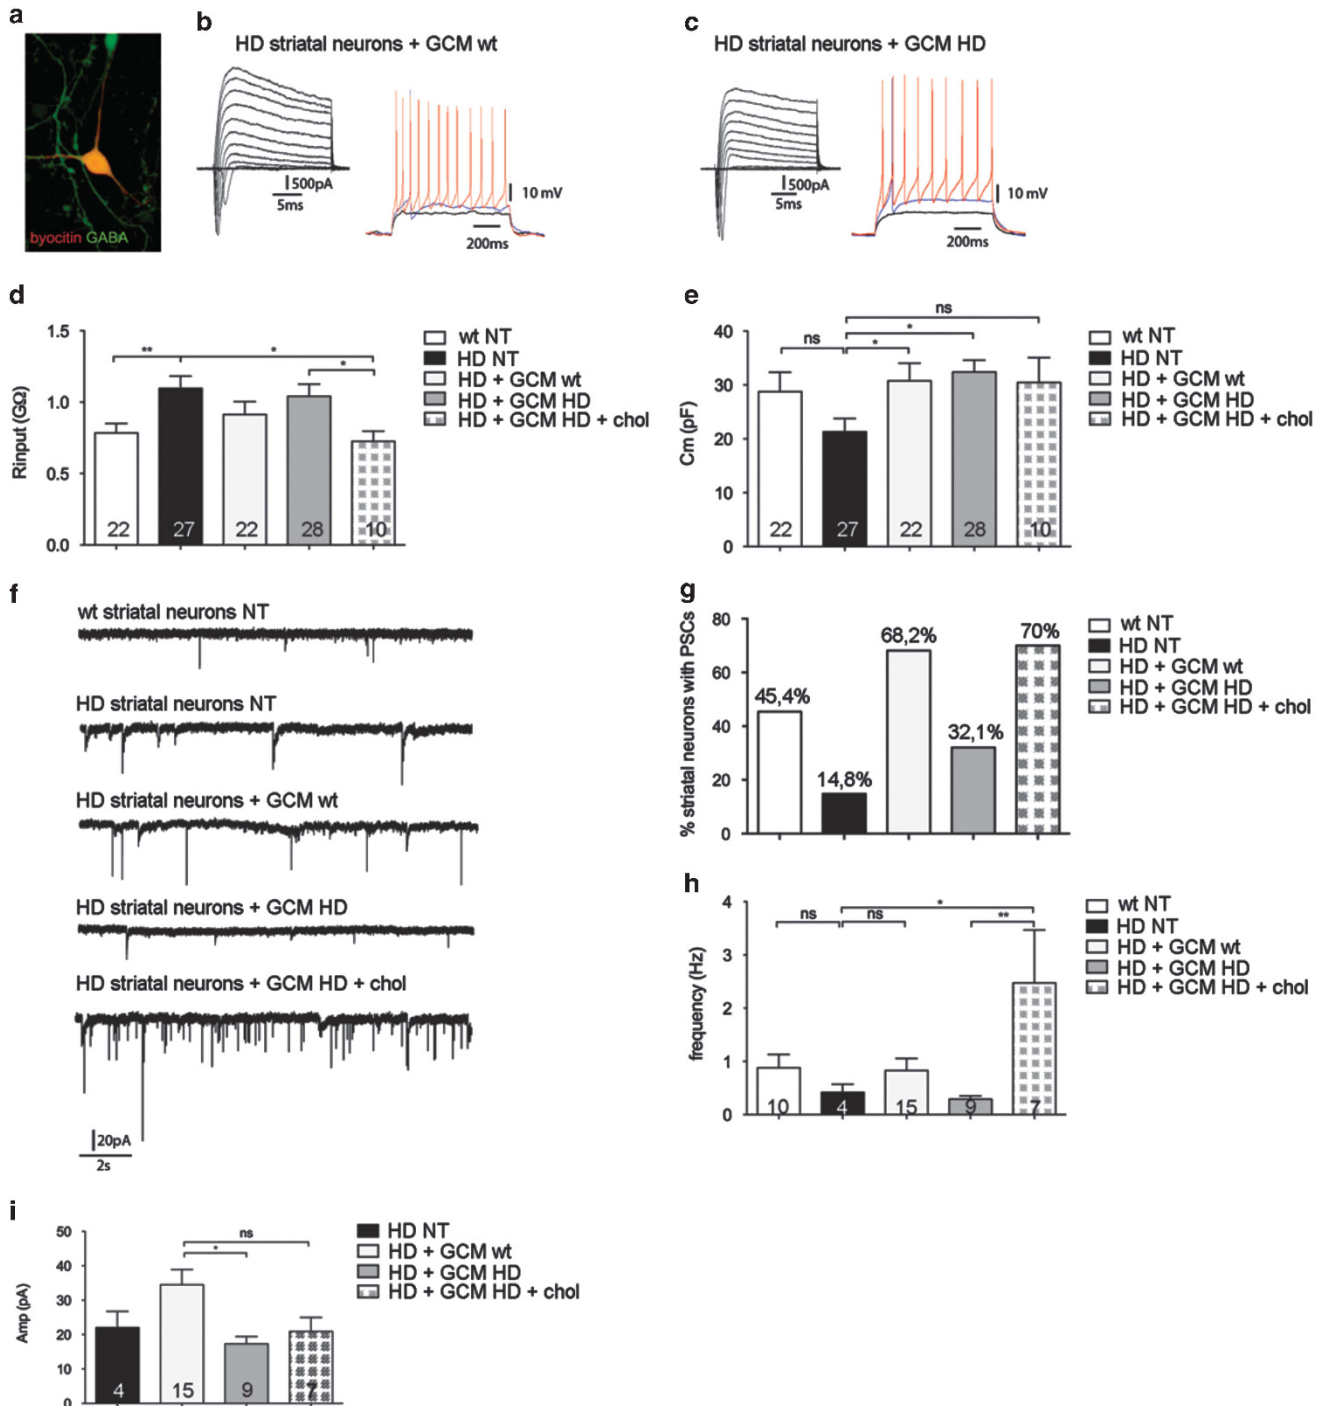 a
byocitin GABA
b
HD striatal neurons + GCM wt
500pA
5ms
10 mV
200ms
c
HD striatal neurons + GCM HD
500pA
5ms
10 mV
200ms
d
Rinput (GΩ)
1.5
1.0
0.5
0.0
**
*
*
22
27
22
28
10
wt NT
HD NT
HD + GCM wt
HD + GCM HD
HD + GCM HD + chol
e
Cm (pF)
40
30
20
10
0
ns
*
*
ns
22
27
22
28
10
wt NT
HD NT
HD + GCM wt
HD + GCM HD
HD + GCM HD + chol
f
wt striatal neurons NT
HD striatal neurons NT
HD striatal neurons + GCM wt
HD striatal neurons + GCM HD
HD striatal neurons + GCM HD + chol
20pA
2s
g
% striatal neurons with PSCs
80
60
40
20
0
45,4%
14,8%
68,2%
32,1%
70%
wt NT
HD NT
HD + GCM wt
HD + GCM HD
HD + GCM HD + chol
h
frequency (Hz)
4
3
2
1
0
ns
ns
*
**
10
4
15
9
7
wt NT
HD NT
HD + GCM wt
HD + GCM HD
HD + GCM HD + chol
i
Amp (pA)
50
40
30
20
10
0
ns
*
4
15
9
7
HD NT
HD + GCM wt
HD + GCM HD
HD + GCM HD + chol